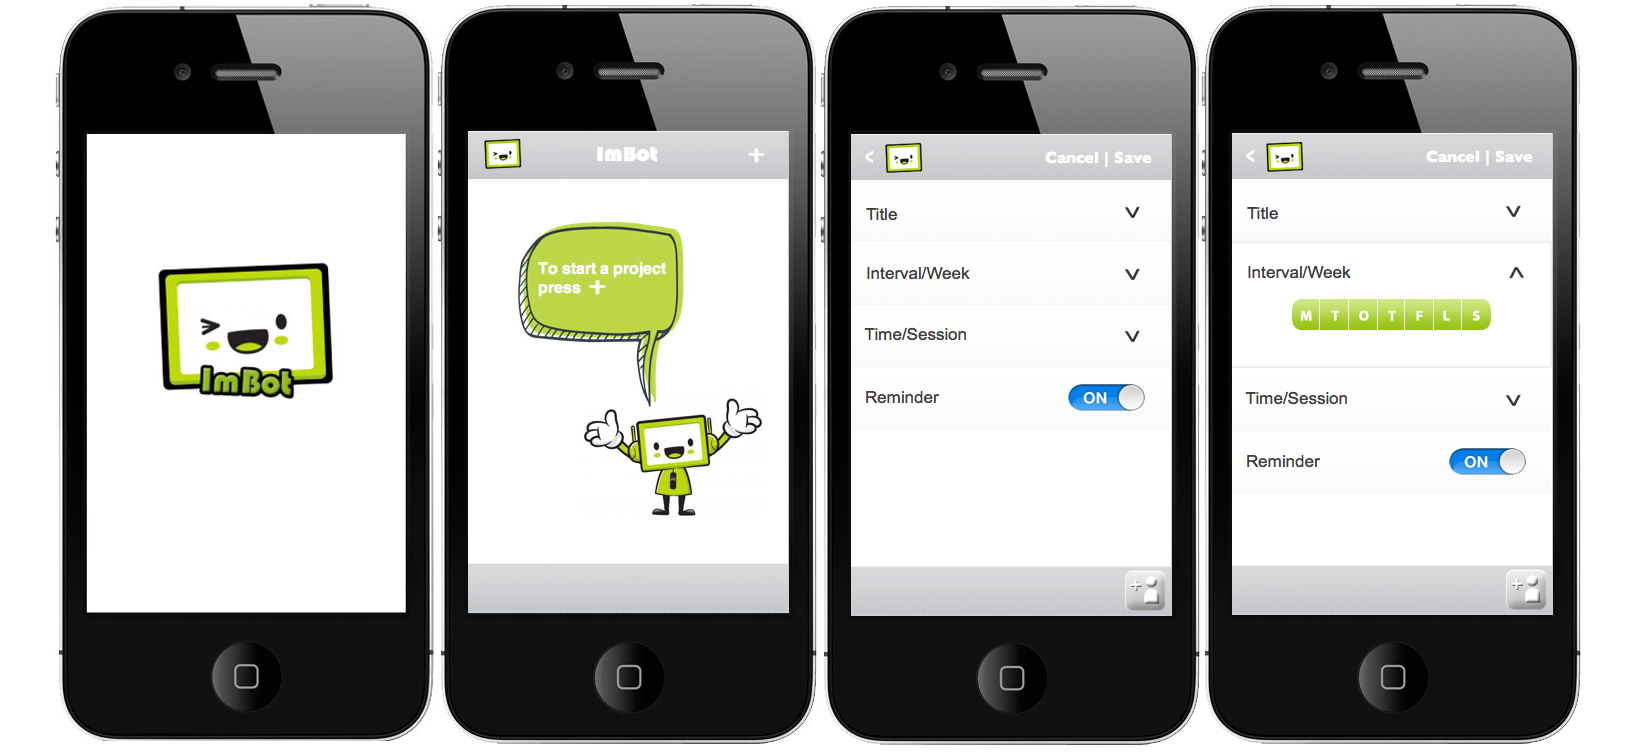 ImBot
ImBot +
To start a project
press +
< Cancel | Save
Title
Interval/Week
Time/Session
Reminder ON
+
< Cancel | Save
Title
Interval/Week
M T O T F L S
Time/Session
Reminder ON
+